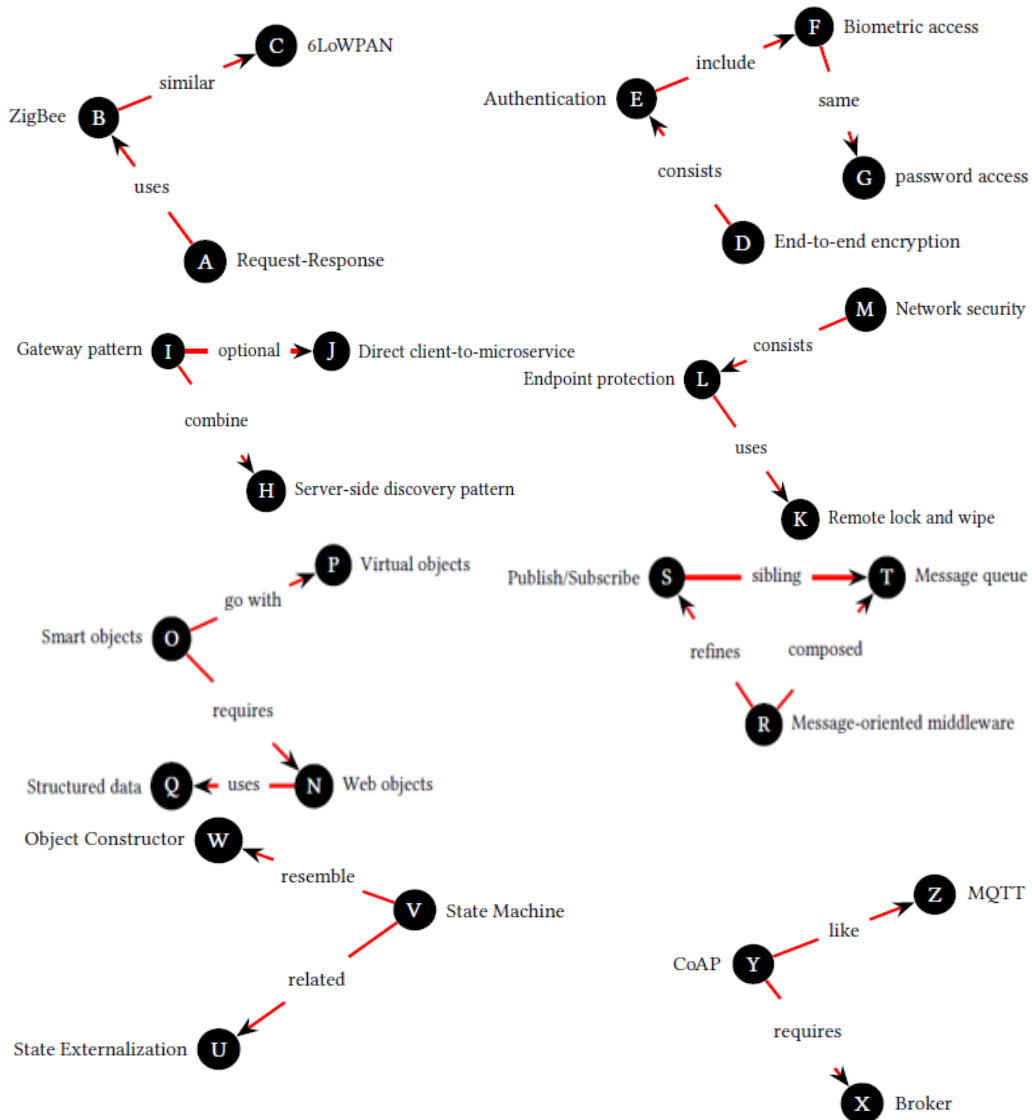 C 6LoWPAN
similar
ZigBee B
uses
A Request-Response
F Biometric access
include
Authentication E
same
consists
G password access
D End-to-end encryption
Gateway pattern I optional J Direct client-to-microservice
combine
H Server-side discovery pattern
M Network security
consists
Endpoint protection L
uses
K Remote lock and wipe
P Virtual objects
go with
Smart objects O
requires
Structured data Q uses N Web objects
Publish/Subscribe S sibling T Message queue
refines composed
R Message-oriented middleware
Object Constructor W
resemble
V State Machine
related
State Externalization U
Z MQTT
like
CoAP Y
requires
X Broker